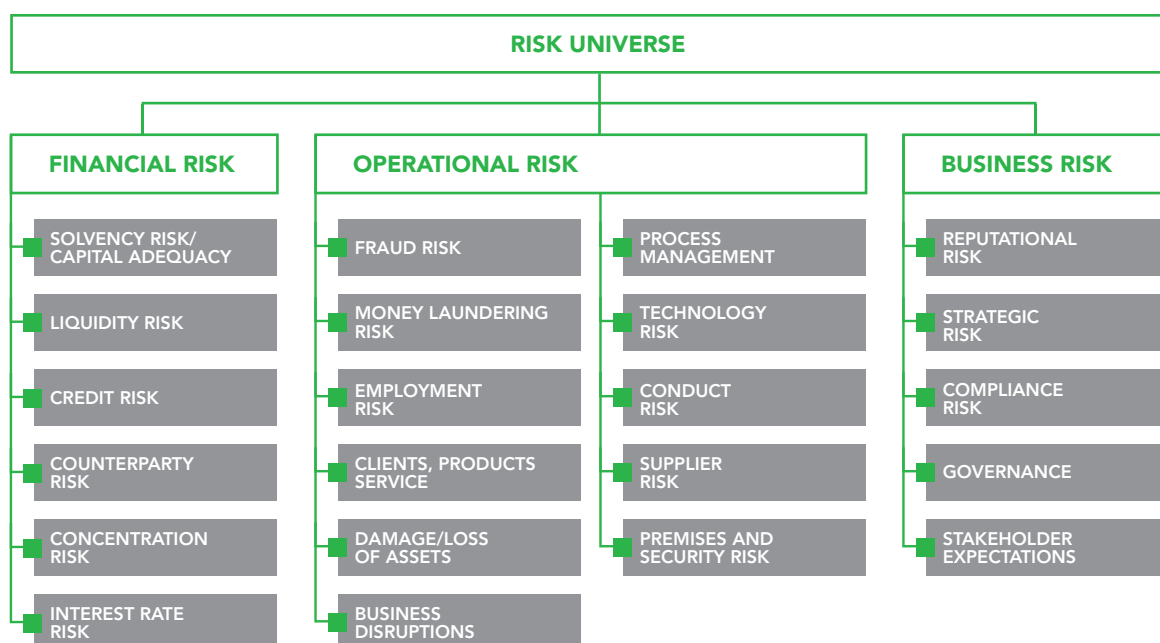 RISK UNIVERSE
FINANCIAL RISK
SOLVENCY RISK/
CAPITAL ADEQUACY
LIQUIDITY RISK
CREDIT RISK
COUNTERPARTY
RISK
CONCENTRATION
RISK
INTEREST RATE
RISK
OPERATIONAL RISK
FRAUD RISK
MONEY LAUNDERING
RISK
EMPLOYMENT
RISK
CLIENTS, PRODUCTS
SERVICE
DAMAGE/LOSS
OF ASSETS
BUSINESS
DISRUPTIONS
PROCESS
MANAGEMENT
TECHNOLOGY
RISK
CONDUCT
RISK
SUPPLIER
RISK
PREMISES AND
SECURITY RISK
BUSINESS RISK
REPUTATIONAL
RISK
STRATEGIC
RISK
COMPLIANCE
RISK
GOVERNANCE
STAKEHOLDER
EXPECTATIONS